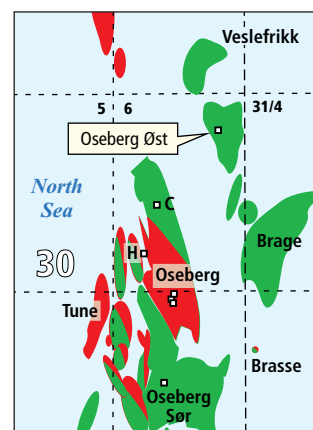 Veslefrikk
5 6
31/4
Oseberg Øst
North
Sea
C
Brage
H
30
Oseberg
Tune
Brasse
Oseberg
Sør